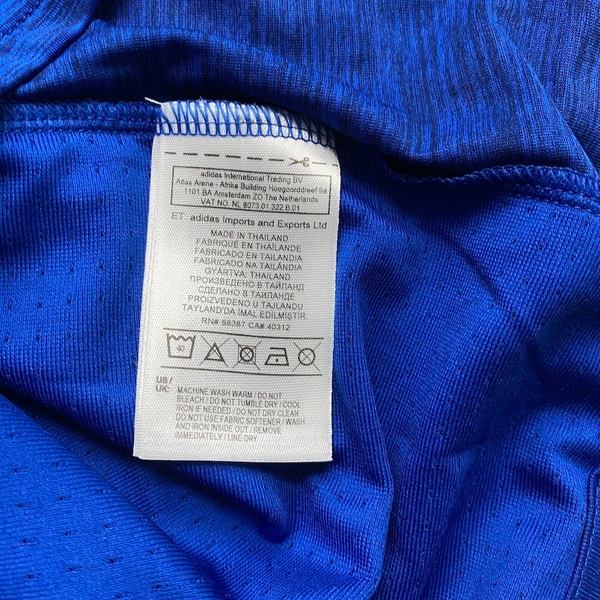 adidas International Trading BV
Atlas Arena - Afrika Building Hoogoorddreef 9a
1101 BA Amsterdam ZO The Netherlands
VAT NO. NL 8073.01.322.B.01
ET: adidas Imports and Exports Ltd
MADE IN THAILAND
FABRIQUÉ EN THAÏLANDE
FABRICADO EN TAILANDIA
FABRICADO NA TAILÂNDIA
GYÁRTVA: THAILAND
ПРОИЗВЕДЕНО В ТАЙЛАНД
СДЕЛАНО В ТАИЛАНДЕ
PROIZVEDENO U TAJLANDU
TAYLAND'DA İMAL EDİLMİŞTİR.
RN# 88387 CA# 40312
40
US / UK: MACHINE WASH WARM / DO NOT
BLEACH / DO NOT TUMBLE DRY / COOL
IRON IF NEEDED / DO NOT DRY CLEAN
DO NOT USE FABRIC SOFTENER / WASH
AND IRON INSIDE OUT / REMOVE
IMMEDIATELY / LINE DRY